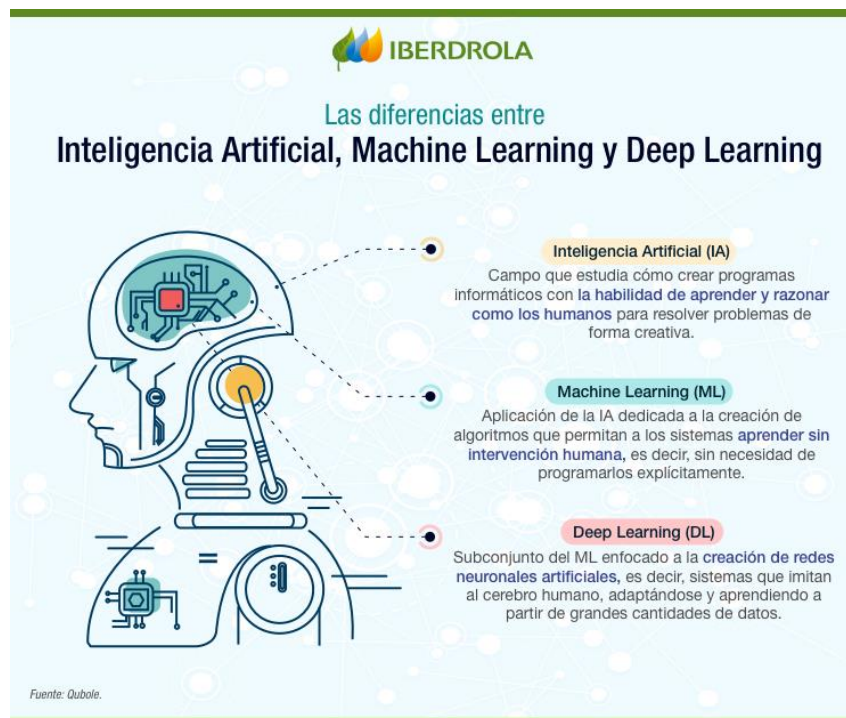 IBERDROLA
Las diferencias entre
Inteligencia Artificial, Machine Learning y Deep Learning
Inteligencia Artificial (IA)
Campo que estudia cómo crear programas
informáticos con la habilidad de aprender y razonar
como los humanos para resolver problemas de
forma creativa.
Machine Learning (ML)
Aplicación de la IA dedicada a la creación de
algoritmos que permitan a los sistemas aprender sin
intervención humana, es decir, sin necesidad de
programarlos explícitamente.
Deep Learning (DL)
Subconjunto del ML enfocado a la creación de redes
neuronales artificiales, es decir, sistemas que imitan
al cerebro humano, adaptándose y aprendiendo a
partir de grandes cantidades de datos.
Fuente: Qubole.